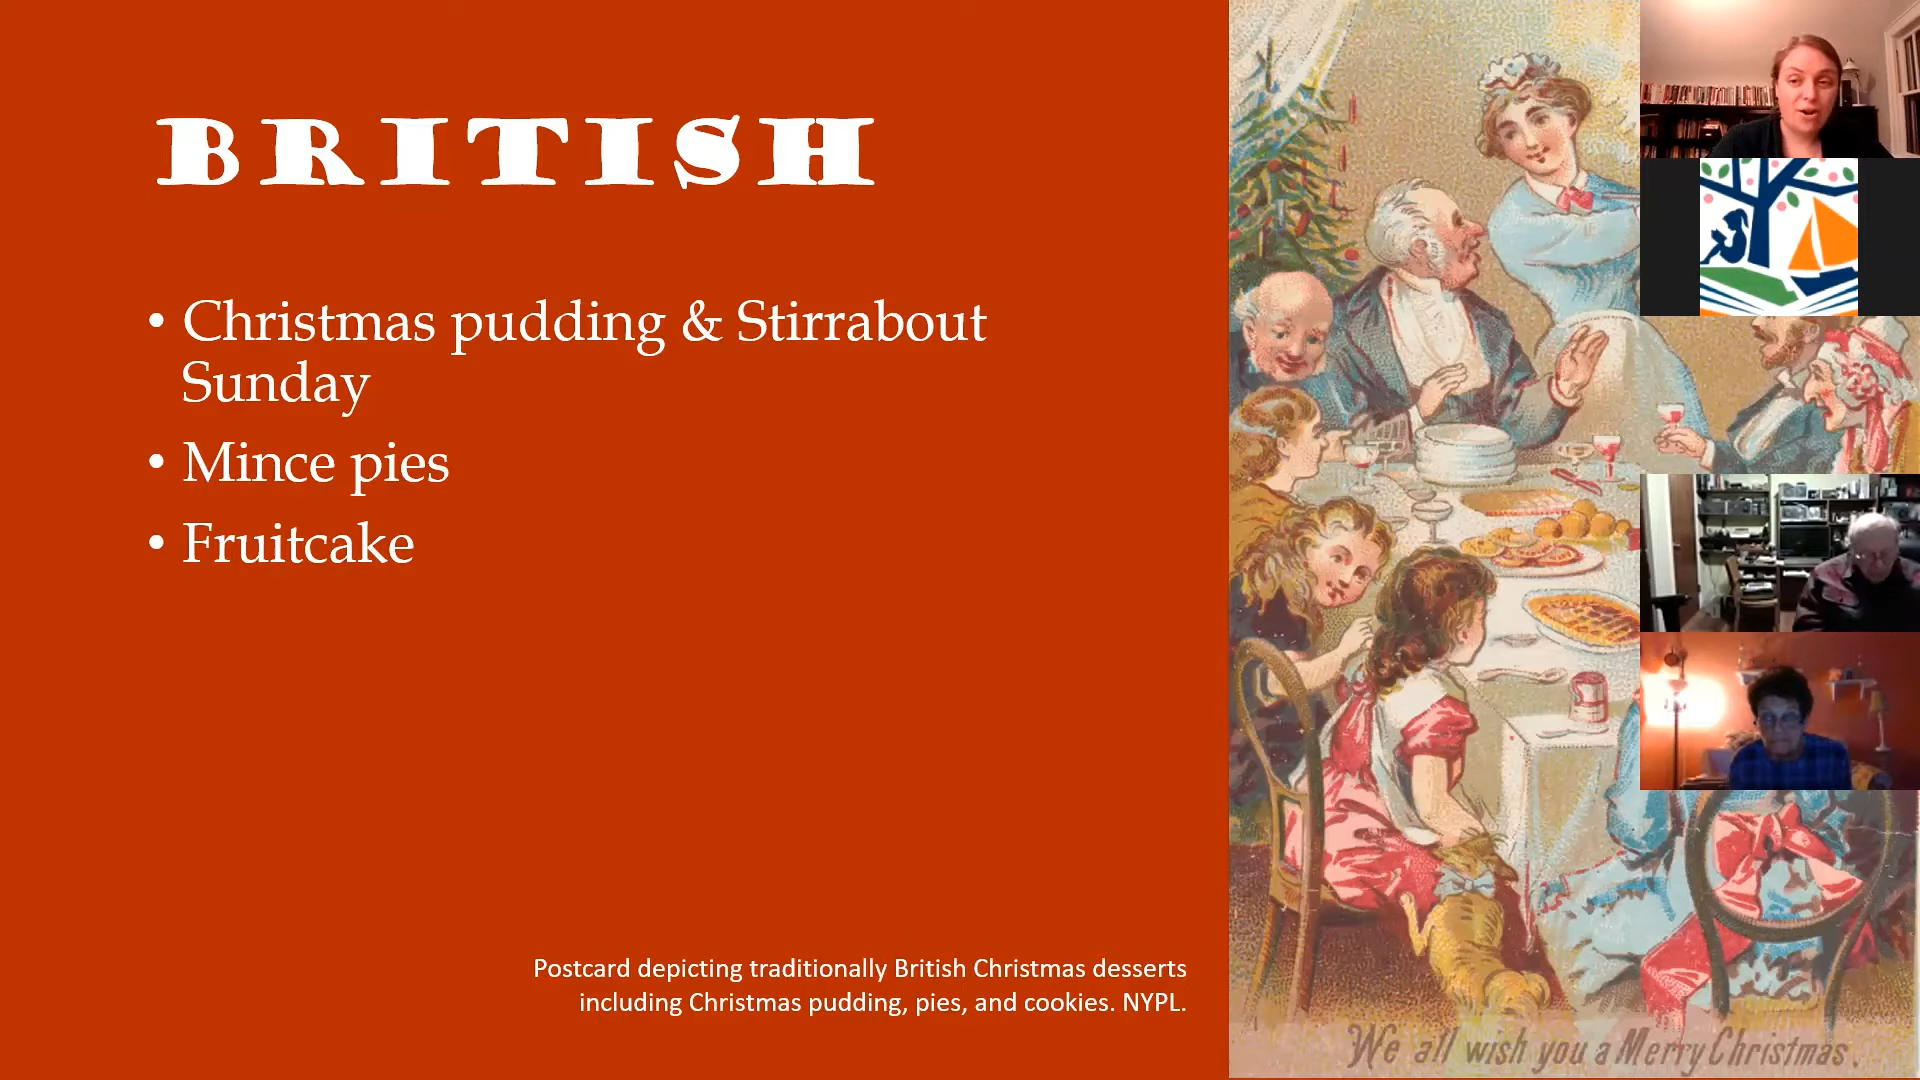 BRITISH
• Christmas pudding & Stirrabout
Sunday
• Mince pies
• Fruitcake
Postcard depicting traditionally British Christmas desserts
including Christmas pudding, pies, and cookies. NYPL.
We all wish you a Merry Christmas.